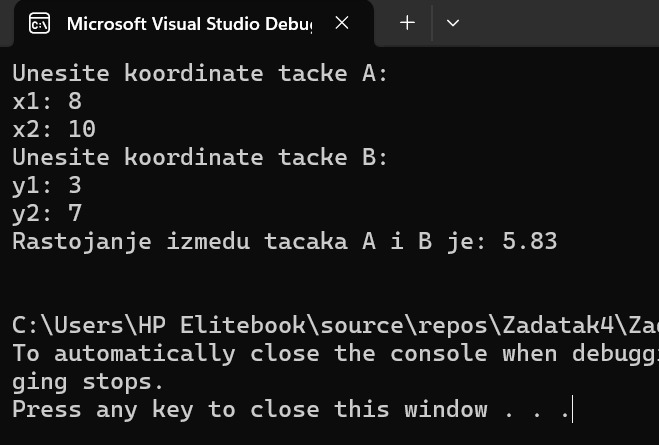 Microsoft Visual Studio Debu
Unesite koordinate tacke A:
x1: 8
x2: 10
Unesite koordinate tacke B:
y1: 3
y2: 7
Rastojanje izmedu tacaka A i B je: 5.83
C:\Users\HP Elitebook\source\repos\Zadatak4\Za
To automatically close the console when debugg
ging stops.
Press any key to close this window . . .